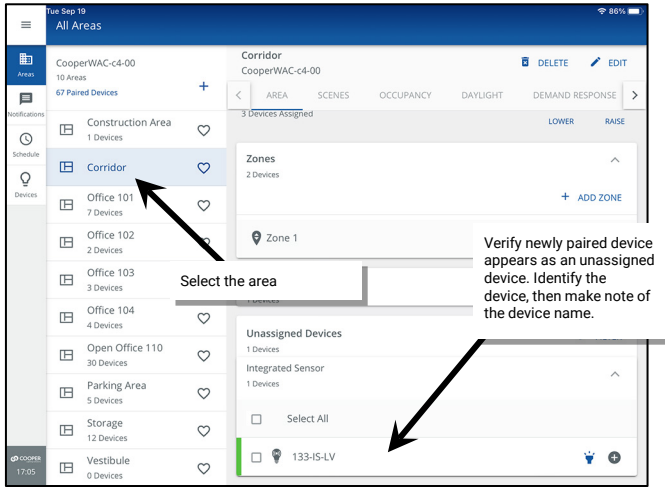 Tue Sep 19
86%
All Areas
Areas
Notifications
Schedule
Devices
COOPER
17:05
CooperWAC-c4-00
10 Areas
67 Paired Devices
+
Construction Area
1 Devices
Corridor
Office 101
7 Devices
Office 102
2 Devices
Office 103
3 Devices
Office 104
4 Devices
Open Office 110
30 Devices
Parking Area
5 Devices
Storage
12 Devices
Vestibule
0 Devices
Corridor
CooperWAC-c4-00
DELETE
EDIT
AREA SCENES OCCUPANCY DAYLIGHT DEMAND RESPONSE
3 Devices Assigned
LOWER RAISE
Zones
2 Devices
+ ADD ZONE
Zone 1
1 Devices
Unassigned Devices
1 Devices
Integrated Sensor
1 Devices
Select All
133-IS-LV
Select the area
Verify newly paired device
appears as an unassigned
device. Identify the
device, then make note of
the device name.